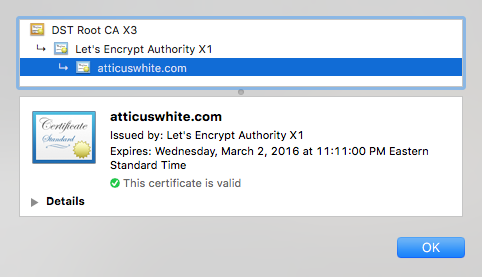 DST Root CA X3
Let's Encrypt Authority X1
atticuswhite.com
Certificate
Standard
atticuswhite.com
Issued by: Let's Encrypt Authority X1
Expires: Wednesday, March 2, 2016 at 11:11:00 PM Eastern
Standard Time
This certificate is valid
Details
OK